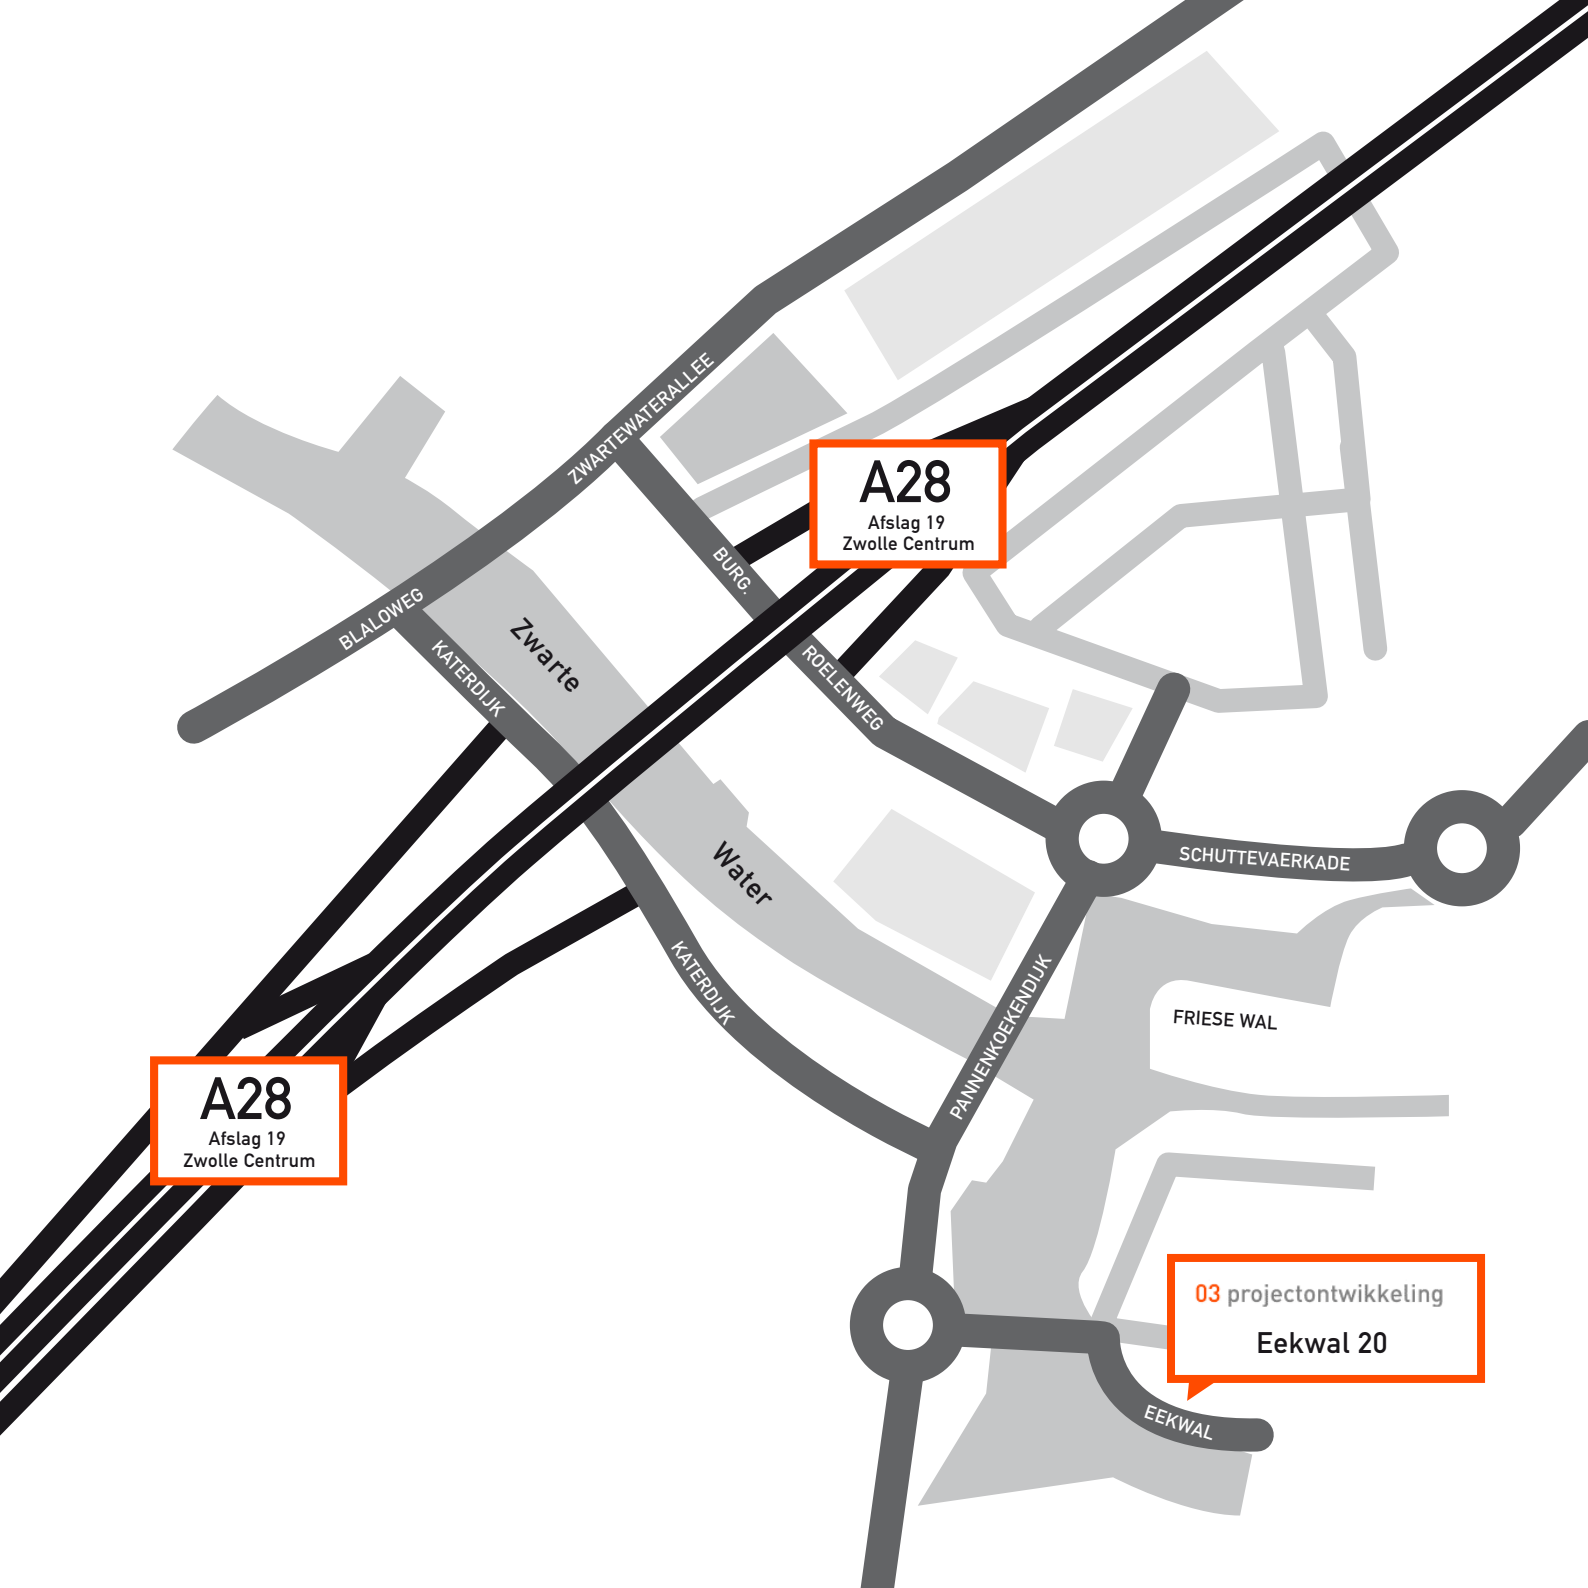 ZWARTEWATERALLEE
A28
Afslag 19
Zwolle Centrum
BURG.
BLALOWEG
Zwarte
KATERDIJK
ROELENWEG
Water
SCHUTTEVAERKADE
KATERDIJK
PANNENKOEKENDIJK
FRIESE WAL
A28
Afslag 19
Zwolle Centrum
03 projectontwikkeling
Eekwal 20
EEKWAL